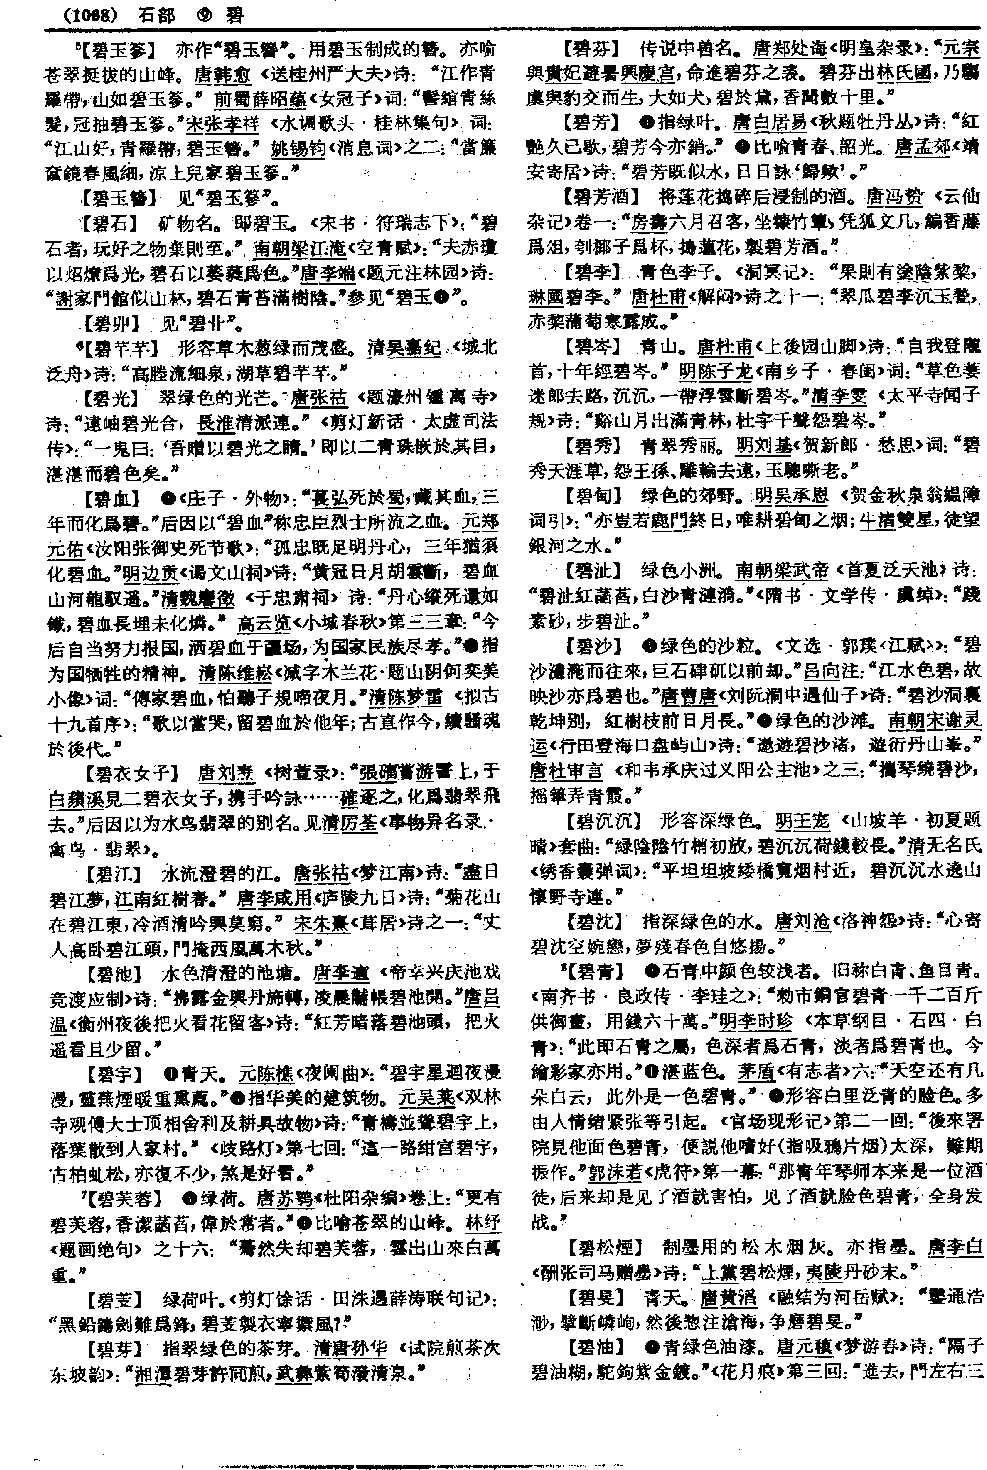 (1068) 石部 ⑨ 碧
⁵【碧玉篸】 亦作“碧玉簪”。用碧玉制成的簪。亦喻
苍翠挺拔的山峰。唐韩愈《送桂州严大夫》诗：“江作青
羅帶，山如碧玉篸。”前蜀薛昭蕴《女冠子》词：“髻綰青絲
髮，冠抽碧玉篸。”宋张孝祥《水调歌头·桂林集句》词：
“江山好，青羅帶，碧玉簪。”姚锡钧《消息词》之二：“當簾
奩鏡春風細，涼上兒家碧玉篸。”
【碧玉簪】 见“碧玉篸”。
【碧石】 矿物名。即碧玉。《宋书·符瑞志下》：“碧
石者，玩好之物棄則至。”南朝梁江淹《空青赋》：“夫赤瓊
以炤燎爲光，碧石以葳蕤爲色。”唐李端《题元注林园》诗：
“謝家門館似山林，碧石青苔滿樹陰。”参见“碧玉❶”。
【碧卯】 见“碧丱”。
⁶【碧芊芊】 形容草木葱绿而茂盛。清吴嘉纪《城北
泛舟》诗：“高塍流細泉，湖草碧芊芊。”
【碧光】 翠绿色的光芒。唐张祜《题濠州锺离寺》
诗：“遠岫碧光合，長淮清派連。”《剪灯新话·太虚司法
传》：“一鬼曰：‘吾贈以碧光之睛。’即以二青珠嵌於其目，
湛湛而碧色矣。”
【碧血】 ❶《庄子·外物》：“萇弘死於蜀，藏其血，三
年而化爲碧。”后因以“碧血”称忠臣烈士所流之血。元郑
元佑《汝阳张御史死节歌》：“孤忠既足明丹心，三年猶須
化碧血。”明边贡《谒文山祠》诗：“黄冠日月胡雲斷，碧血
山河龍馭遥。”清魏麐徵《于忠肃祠》诗：“丹心縱死還如
鐵，碧血長埋未化燐。”高云览《小城春秋》第三三章：“今
后自当努力报国，洒碧血于疆场，为国家民族尽孝。”❷指
为国牺牲的精神。清陈维崧《减字木兰花·题山阴何奕美
小像》词：“傳家碧血，怕聽子規啼夜月。”清陈梦雷《拟古
十九首序》：“歌以當哭，留碧血於他年；古直作今，續騷魂
於後代。”
【碧衣女子】 唐刘焘《树萱录》：“張確嘗游霅上，于
白蘋溪見二碧衣女子，携手吟詠……確逐之，化爲翡翠飛
去。”后因以为水鸟翡翠的别名。见清厉荃《事物异名录·
禽鸟·翡翠》。
【碧江】 水流澄碧的江。唐张祜《梦江南》诗：“盡日
碧江夢，江南紅樹春。”唐李咸用《庐陵九日》诗：“菊花山
在碧江東，冷酒清吟興莫窮。”宋朱熹《茸居》诗之一：“丈
人高卧碧江頭，門掩西風萬木秋。”
【碧池】 水色清澄的池塘。唐李適《帝幸兴庆池戏
竞渡应制》诗：“拂露金輿丹旆轉，凌晨黼帳碧池開。”唐吕
温《衡州夜後把火看花留客》诗：“紅芳暗落碧池頭，把火
遥看且少留。”
【碧宇】 ❶青天。元陈樵《夜阑曲》：“碧宇星迴夜漫
漫，蘭爇煙暖重熏薦。”❷指华美的建筑物。元吴莱《双林
寺观傅大士顶相舍利及耕具故物》诗：“青檮並聳碧宇上，
落葉散到人家村。”《歧路灯》第七回：“這一路紺宫碧宇，
古柏虬松，亦復不少，煞是好看。”
⁷【碧芙蓉】 ❶绿荷。唐苏鹗《杜阳杂编》卷上：“更有
碧芙蓉，香潔菡萏，偉於常者。”❷比喻苍翠的山峰。林纾
《题画绝句》之十六：“驀然失却碧芙蓉，雲出山來白萬
重。”
【碧芰】 绿荷叶。《剪灯馀话·田洙遇薛涛联句记》：
“黑鉛鑄劍難爲鋒，碧芰製衣寧禦風？”
【碧芽】 指翠绿色的茶芽。清唐孙华《试院煎茶次
东坡韵》：“湘潭碧芽許同煎，武彝紫筍潑清泉。”
【碧芬】 传说中兽名。唐郑处诲《明皇杂录》：“元宗
與貴妃避暑興慶宫，命進碧芬之裘。碧芬出林氏國，乃騶
虞與豹交而生，大如犬，碧於黛，香聞數十里。”
【碧芳】 ❶指绿叶。唐白居易《秋题牡丹丛》诗：“紅
艷久已歇，碧芳今亦銷。”❷比喻青春、韶光。唐孟郊《靖
安寄居》诗：“碧芳既似水，日日詠‘歸歟’。”
【碧芳酒】 将莲花捣碎后浸制的酒。唐冯贽《云仙
杂记》卷一：“房壽六月召客，坐糠竹簟，凭狐文几，編香藤
爲俎，刳椰子爲杯，搗蓮花，製碧芳酒。”
【碧李】 青色李子。《洞冥记》：“果則有塗陰紫黎，
琳國碧李。”唐杜甫《解闷》诗之十一：“翠瓜碧李沉玉甃，
赤棃蒲萄寒露成。”
【碧岑】 青山。唐杜甫《上後园山脚》诗：“自我登隴
首，十年經碧岑。”明陈子龙《南乡子·春闺》词：“草色萋
迷郎去路，沉沉，一帶浮雲斷碧岑。”清李雯《太平寺闻子
规》诗：“谿山月出滿青林，杜宇千聲怨碧岑。”
【碧秀】 青翠秀丽。明刘基《贺新郎·愁思》词：“碧
秀天涯草，怨王孫、雕輪去遠，玉驄嘶老。”
【碧甸】 绿色的郊野。明吴承恩《贺金秋泉翁媪障
词引》：“亦豈若鹿門終日，唯耕碧甸之烟；牛渚雙星，徒望
銀河之水。”
【碧沚】 绿色小洲。南朝梁武帝《首夏泛天池》诗：
“碧沚紅菡萏，白沙青漣漪。”《隋书·文学传·虞绰》：“踐
素砂，步碧沚。”
【碧沙】 ❶绿色的沙粒。《文选·郭璞〈江赋〉》：“碧
沙瀢㳿而往來，巨石硉矹以前却。”吕向注：“江水色碧，故
映沙亦爲碧也。”唐曹唐《刘阮洞中遇仙子》诗：“碧沙洞裏
乾坤别，紅樹枝前日月長。”❷绿色的沙滩。南朝宋谢灵
运《行田登海口盘屿山》诗：“遨遊碧沙渚，遊衍丹山峯。”
唐杜审言《和韦承庆过义阳公主池》之三：“攜琴繞碧沙，
摇筆弄青霞。”
【碧沉沉】 形容深绿色。明王宠《山坡羊·初夏题
晴》套曲：“緑陰陰竹梢初放，碧沉沉荷錢較長。”清无名氏
《绣香囊弹词》：“平坦坦坡矮橋寬烟村近，碧沉沉水遶山
懷野寺連。”
【碧沈】 指深绿色的水。唐刘沧《洛神怨》诗：“心寄
碧沈空婉戀，夢殘春色自悠揚。”
⁸【碧青】 ❶石青中颜色较浅者。旧称白青、鱼目青。
《南齐书·良政传·李珪之》：“勑市銅官碧青一千二百斤
供御畫，用錢六十萬。”明李时珍《本草纲目·石四·白
青》：“此即石青之屬，色深者爲石青，淡者爲碧青也。今
繪彩家亦用。”❷湛蓝色。茅盾《有志者》六：“天空还有几
朵白云，此外是一色碧青。”❸形容白里泛青的脸色。多
由人情绪紧张等引起。《官场现形记》第二一回：“後來署
院見他面色碧青，便說他嗜好(指吸鴉片烟)太深，難期
振作。”郭沫若《虎符》第一幕：“那青年琴师本来是一位酒
徒，后来却是见了酒就害怕，见了酒就脸色碧青，全身发
战。”
【碧松煙】 制墨用的松木烟灰。亦指墨。唐李白
《酬张司马赠墨》诗：“上黨碧松煙，夷陵丹砂末。”
【碧旻】 青天。唐黄滔《融结为河岳赋》：“豐通浩
渺，擘斷嶙峋，然後惣注滄海，争磨碧旻。”
【碧油】 ❶青绿色油漆。唐元稹《梦游春》诗：“隔子
碧油糊，駝鉤紫金鍍。”《花月痕》第三回：“進去，門左右三